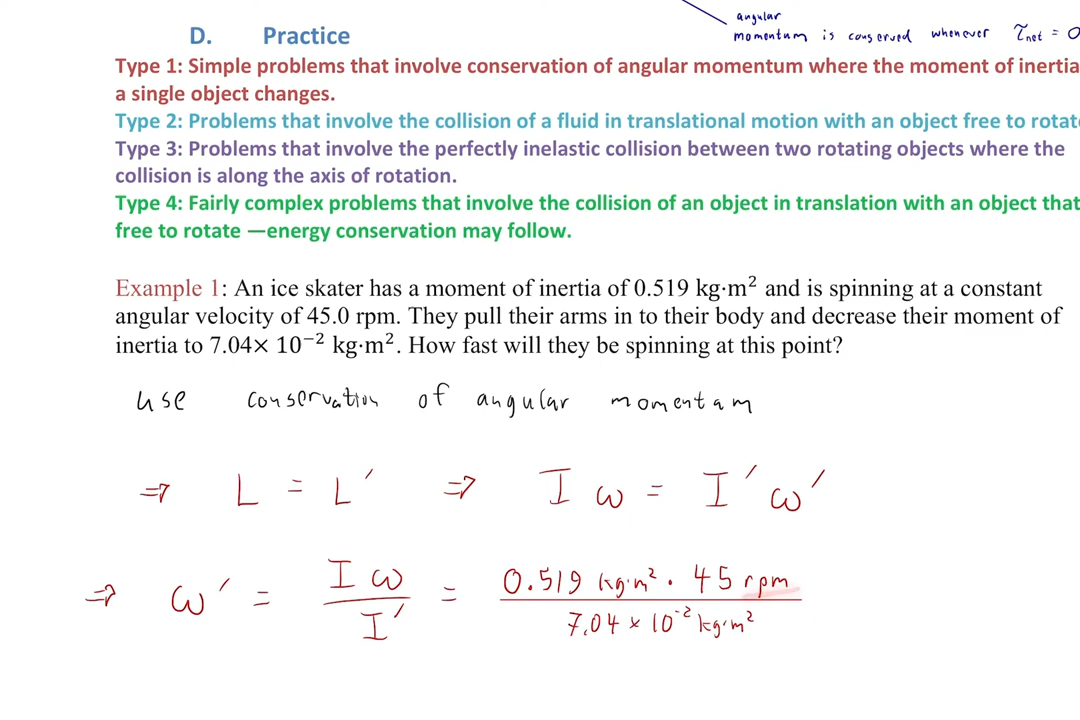 angular
momentum is conserved whenever τnet = 0
D. Practice
Type 1: Simple problems that involve conservation of angular momentum where the moment of inertia
a single object changes.
Type 2: Problems that involve the collision of a fluid in translational motion with an object free to rotate
Type 3: Problems that involve the perfectly inelastic collision between two rotating objects where the
collision is along the axis of rotation.
Type 4: Fairly complex problems that involve the collision of an object in translation with an object that
free to rotate —energy conservation may follow.
Example 1: An ice skater has a moment of inertia of 0.519 kg·m² and is spinning at a constant
angular velocity of 45.0 rpm. They pull their arms in to their body and decrease their moment of
inertia to 7.04× 10⁻² kg·m². How fast will they be spinning at this point?
use conservation of angular momentum
⇒ L = L′ ⇒ I ω = I′ ω′
⇒ ω′ = I ω / I′ = 0.519 kg·m² · 45 rpm / 7.04 × 10⁻² kg·m²